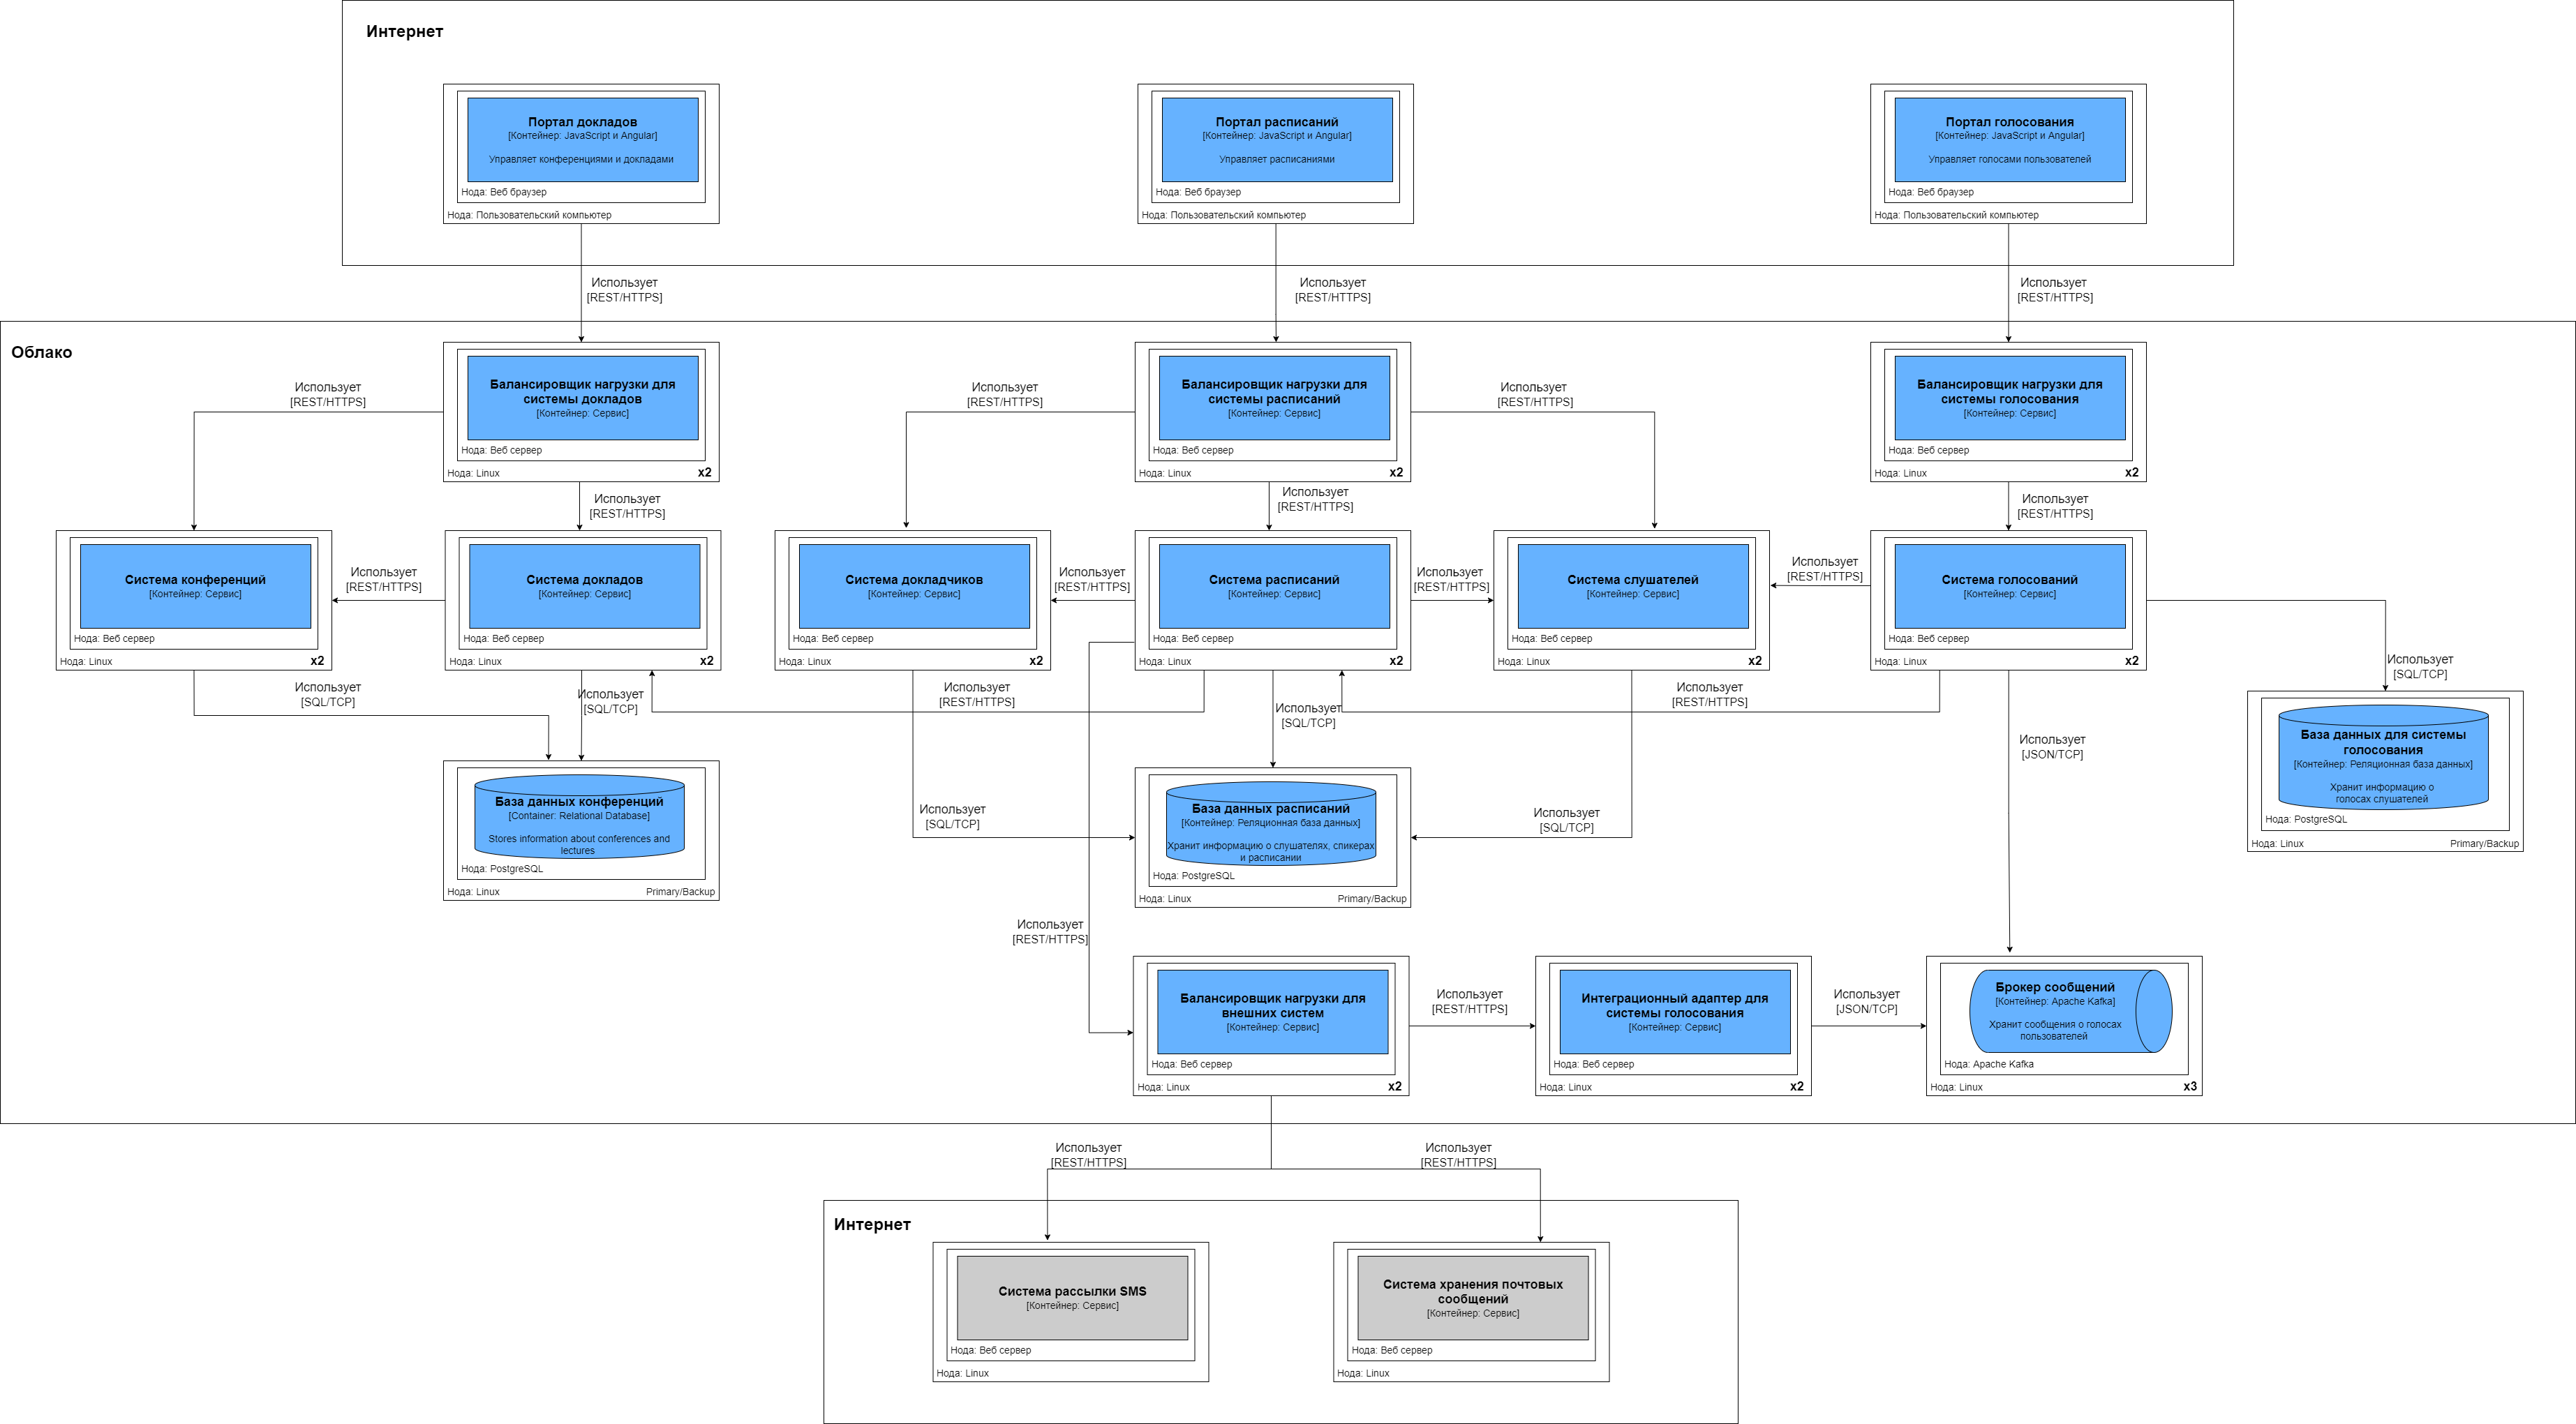 Интернет
Портал докладов
[Контейнер: JavaScript и Angular]
Управляет конференциями и докладами
Нода: Веб браузер
Нода: Пользовательский компьютер
Портал расписаний
[Контейнер: JavaScript и Angular]
Управляет расписаниями
Нода: Веб браузер
Нода: Пользовательский компьютер
Портал голосования
[Контейнер: JavaScript и Angular]
Управляет голосами пользователей
Нода: Веб браузер
Нода: Пользовательский компьютер
Использует
[REST/HTTPS]
Использует
[REST/HTTPS]
Использует
[REST/HTTPS]
Облако
Балансировщик нагрузки для
системы докладов
[Контейнер: Сервис]
Нода: Веб сервер
Нода: Linux
x2
Балансировщик нагрузки для
системы расписаний
[Контейнер: Сервис]
Нода: Веб сервер
Нода: Linux
x2
Балансировщик нагрузки для
системы голосования
[Контейнер: Сервис]
Нода: Веб сервер
Нода: Linux
x2
Использует
[REST/HTTPS]
Использует
[REST/HTTPS]
Использует
[REST/HTTPS]
Использует
[REST/HTTPS]
Использует
[REST/HTTPS]
Использует
[REST/HTTPS]
Система конференций
[Контейнер: Сервис]
Нода: Веб сервер
Нода: Linux
x2
Использует
[REST/HTTPS]
Система докладов
[Контейнер: Сервис]
Нода: Веб сервер
Нода: Linux
x2
Система докладчиков
[Контейнер: Сервис]
Нода: Веб сервер
Нода: Linux
x2
Использует
[REST/HTTPS]
Система расписаний
[Контейнер: Сервис]
Нода: Веб сервер
Нода: Linux
x2
Использует
[REST/HTTPS]
Система слушателей
[Контейнер: Сервис]
Нода: Веб сервер
Нода: Linux
x2
Использует
[REST/HTTPS]
Система голосований
[Контейнер: Сервис]
Нода: Веб сервер
Нода: Linux
x2
Использует
[SQL/TCP]
Использует
[SQL/TCP]
Использует
[REST/HTTPS]
Использует
[SQL/TCP]
Использует
[REST/HTTPS]
Использует
[SQL/TCP]
Использует
[JSON/TCP]
База данных для системы
голосования
[Контейнер: Реляционная база данных]
Хранит информацию о
голосах слушателей
Нода: PostgreSQL
Нода: Linux
Primary/Backup
База данных конференций
[Container: Relational Database]
Stores information about conferences and
lectures
Нода: PostgreSQL
Нода: Linux
Primary/Backup
Использует
[SQL/TCP]
База данных расписаний
[Контейнер: Реляционная база данных]
Хранит информацию о слушателях, спикерах
и расписании
Нода: PostgreSQL
Нода: Linux
Primary/Backup
Использует
[SQL/TCP]
Использует
[REST/HTTPS]
Балансировщик нагрузки для
внешних систем
[Контейнер: Сервис]
Нода: Веб сервер
Нода: Linux
x2
Использует
[REST/HTTPS]
Интеграционный адаптер для
системы голосования
[Контейнер: Сервис]
Нода: Веб сервер
Нода: Linux
x2
Использует
[JSON/TCP]
Брокер сообщений
[Контейнер: Apache Kafka]
Хранит сообщения о голосах
пользователей
Нода: Apache Kafka
Нода: Linux
x3
Использует
[REST/HTTPS]
Использует
[REST/HTTPS]
Интернет
Система рассылки SMS
[Контейнер: Сервис]
Нода: Веб сервер
Нода: Linux
Система хранения почтовых
сообщений
[Контейнер: Сервис]
Нода: Веб сервер
Нода: Linux